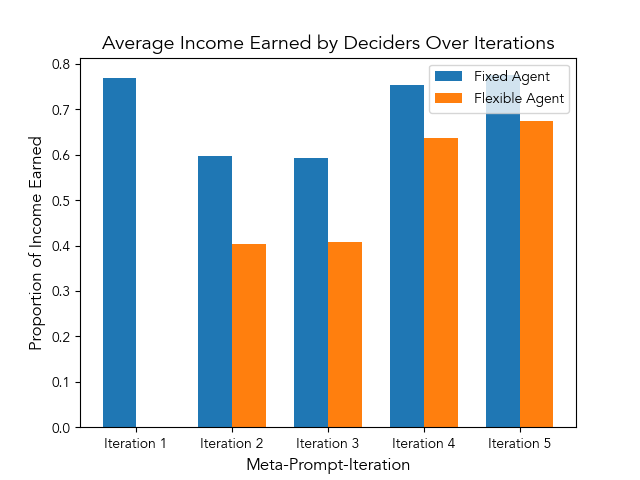 Average Income Earned by Deciders Over Iterations
Fixed Agent
Flexible Agent
Proportion of Income Earned
0.8
0.7
0.6
0.5
0.4
0.3
0.2
0.1
0.0
Iteration 1 Iteration 2 Iteration 3 Iteration 4 Iteration 5
Meta-Prompt-Iteration